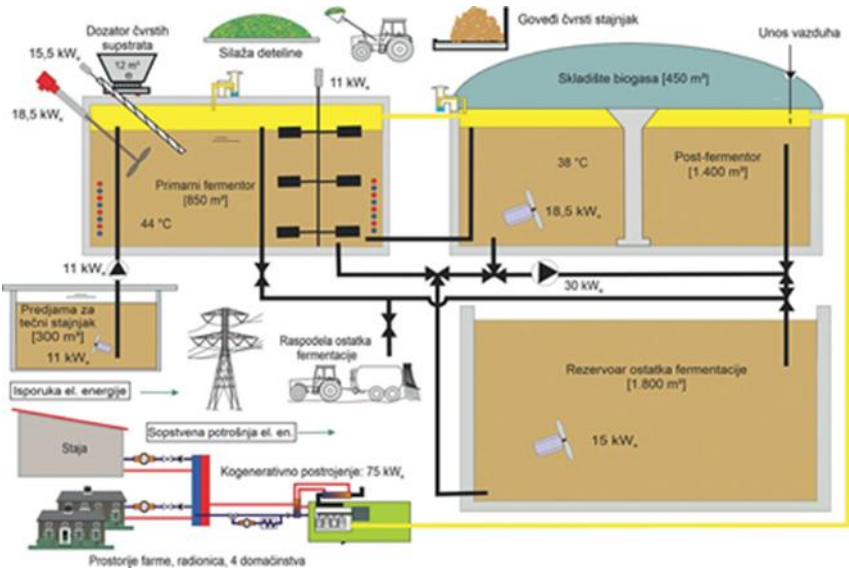 Dozator čvrstih
supstrata
15,5 kWₑ
12 m³
18,5 kWₑ
Silaža deteline
Goveđi čvrsti stajnjak
Unos vazduha
11 kWₑ
Skladište biogasa [450 m³]
Primarni fermentor
[850 m³]
44 °C
38 °C
Post-fermentor
[1.400 m³]
18,5 kWₑ
11 kWₑ
30 kWₑ
Predjama za
tečni stajnjak
[300 m³]
11 kWₑ
Raspodela ostatka
fermentacije
Rezervoar ostatka fermentacije
[1.800 m³]
15 kWₑ
Isporuka el. energije
Sopstvena potrošnja el. en.
Staja
Kogenerativno postrojenje: 75 kWₑ
Prostorije farme, radionica, 4 domaćinstva